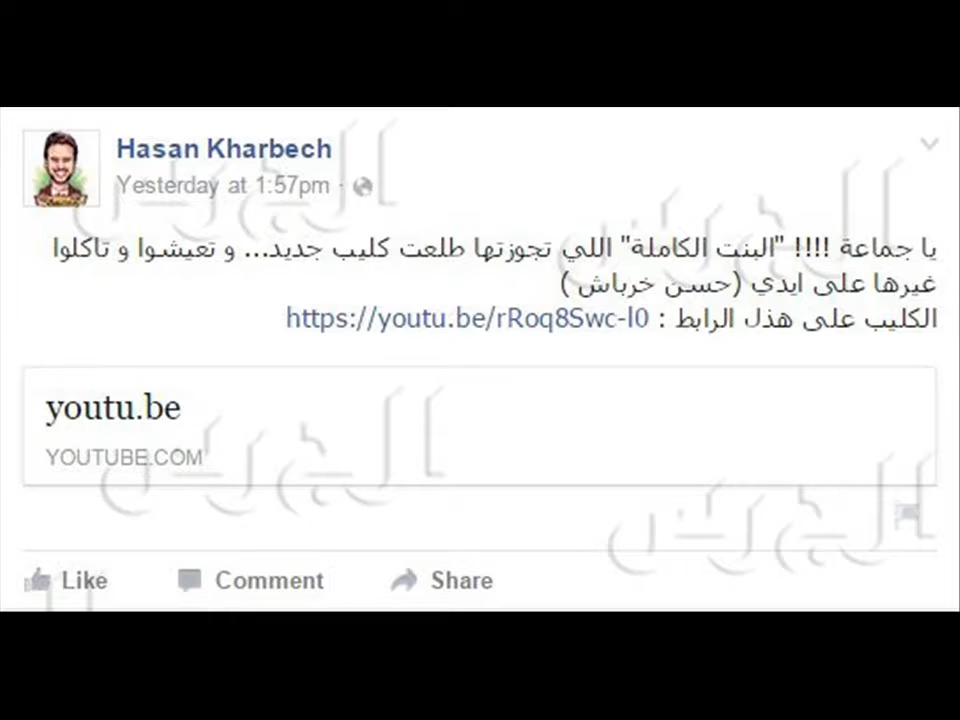 Hasan Kharbech
Yesterday at 1:57pm ·
يا جماعة !!!! "البنت الكاملة" اللي تجوزتها طلعت كليب جديد... و تعيشوا و تاكلوا
غيرها على ايدي (حسن خرباش )
الكليب على هذل الرابط : https://youtu.be/rRoq8Swc-l0
youtu.be
YOUTUBE.COM
Like Comment Share